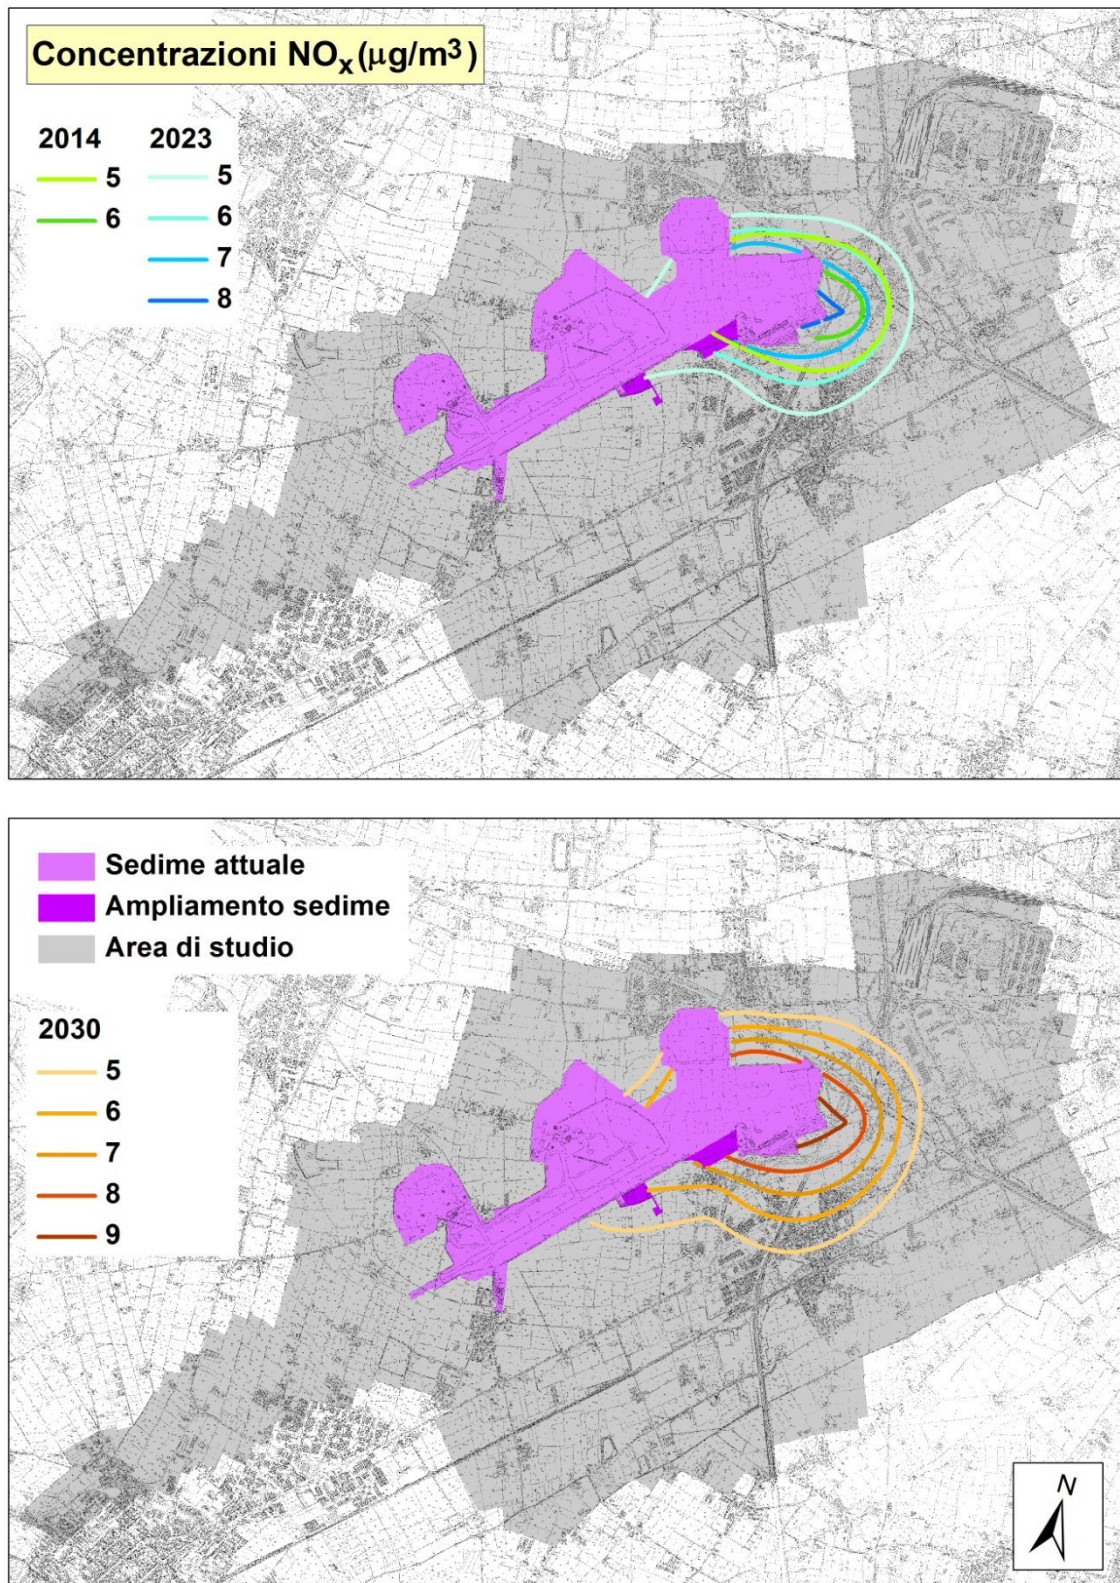 Concentrazioni NOx (μg/m³)
2014 2023
5 5
6 6
7
8
Sedime attuale
Ampliamento sedime
Area di studio
2030
5
6
7
8
9
N